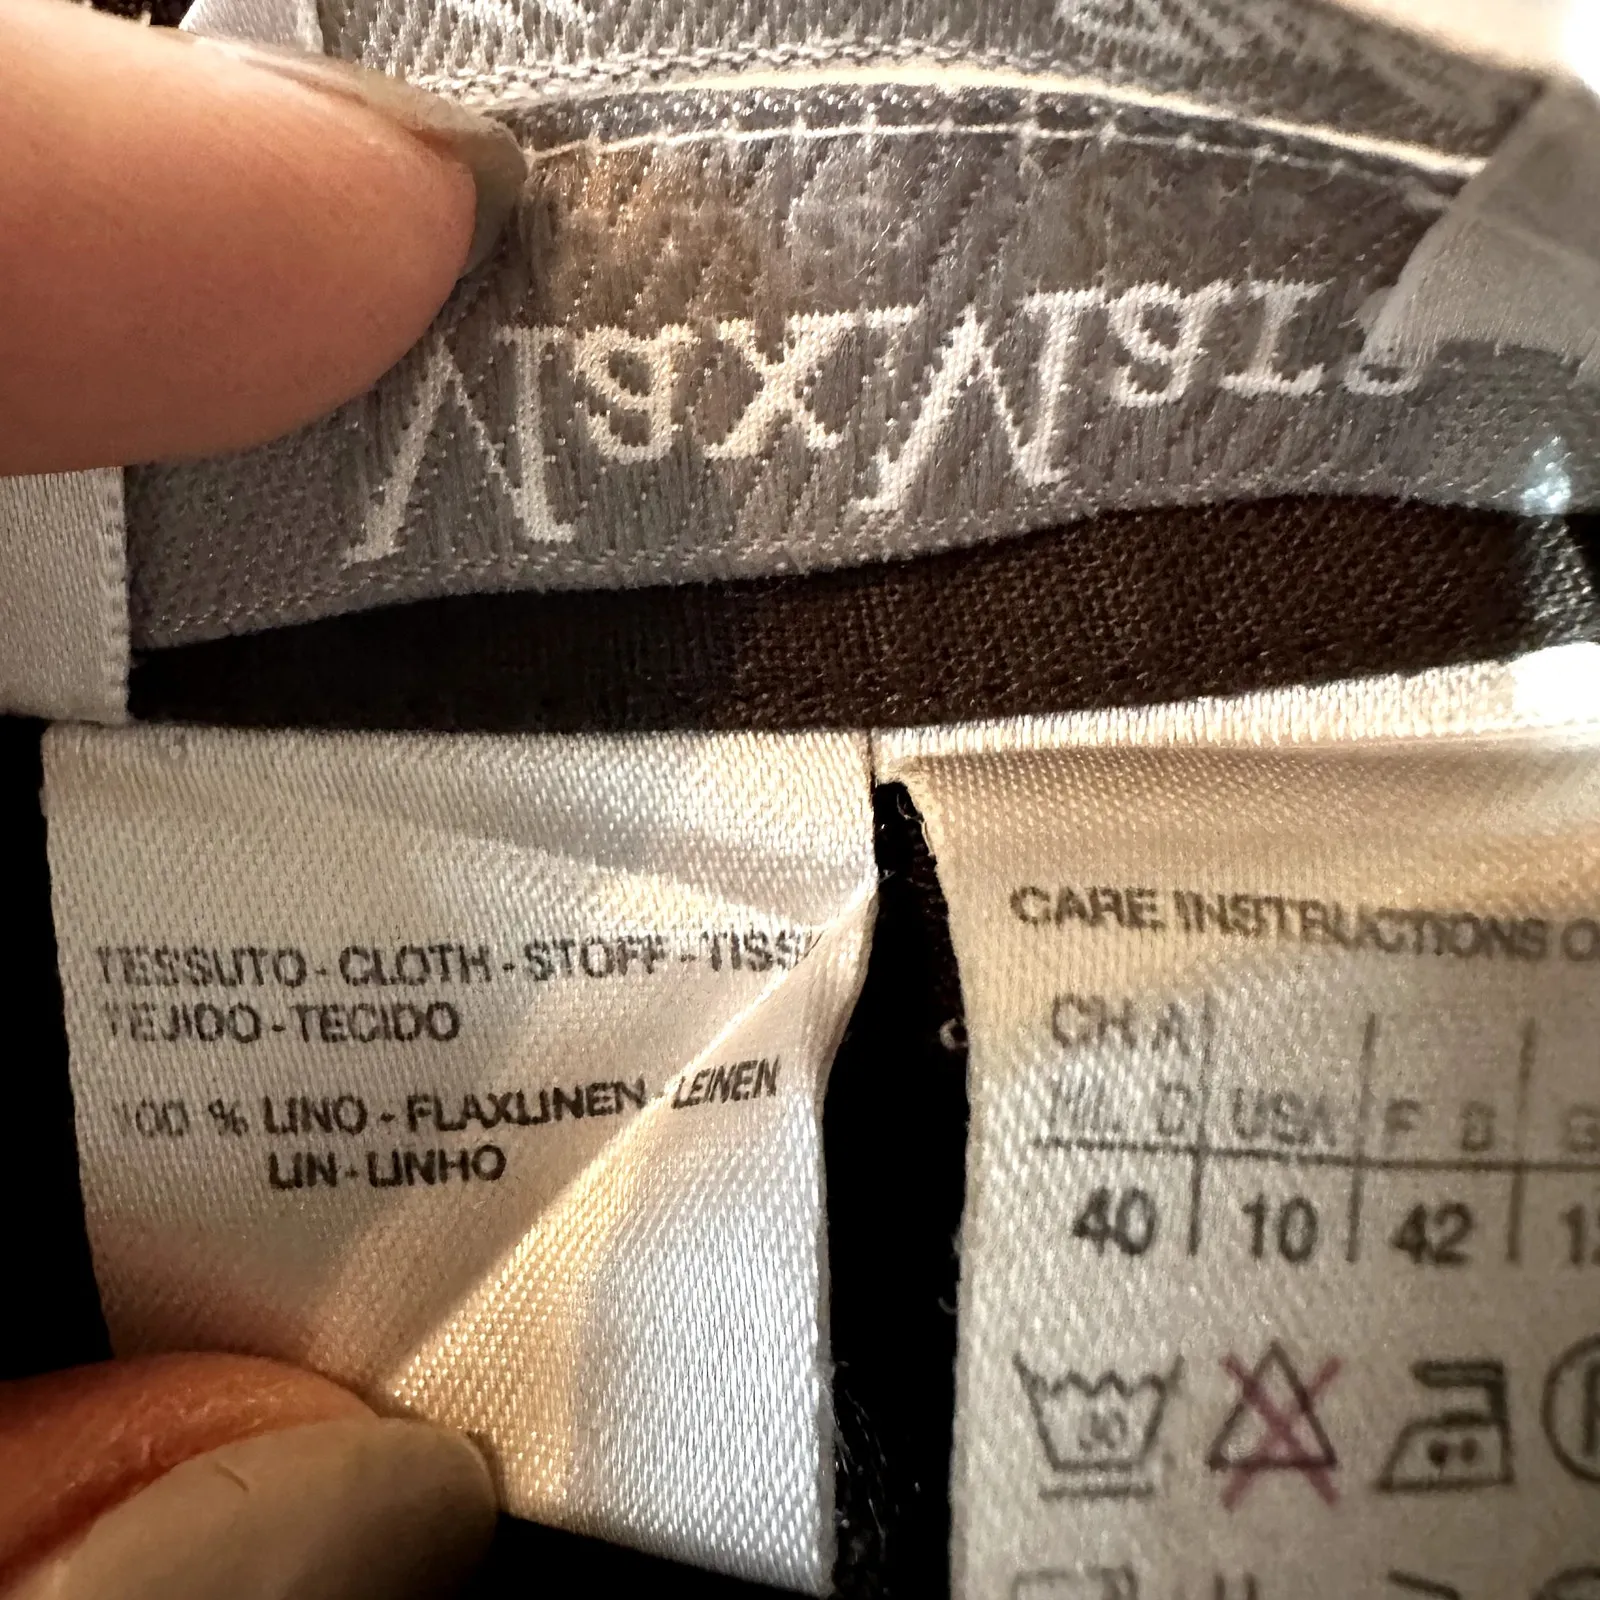 MaxMara
TESSUTO - CLOTH - STOFF - TISS
TEJIDO - TECIDO
100 % LINO - FLAXLINEN - LEINEN
LIN - LINHO
CARE INSTRUCTIONS
CH A
D USA F B
40 10 42